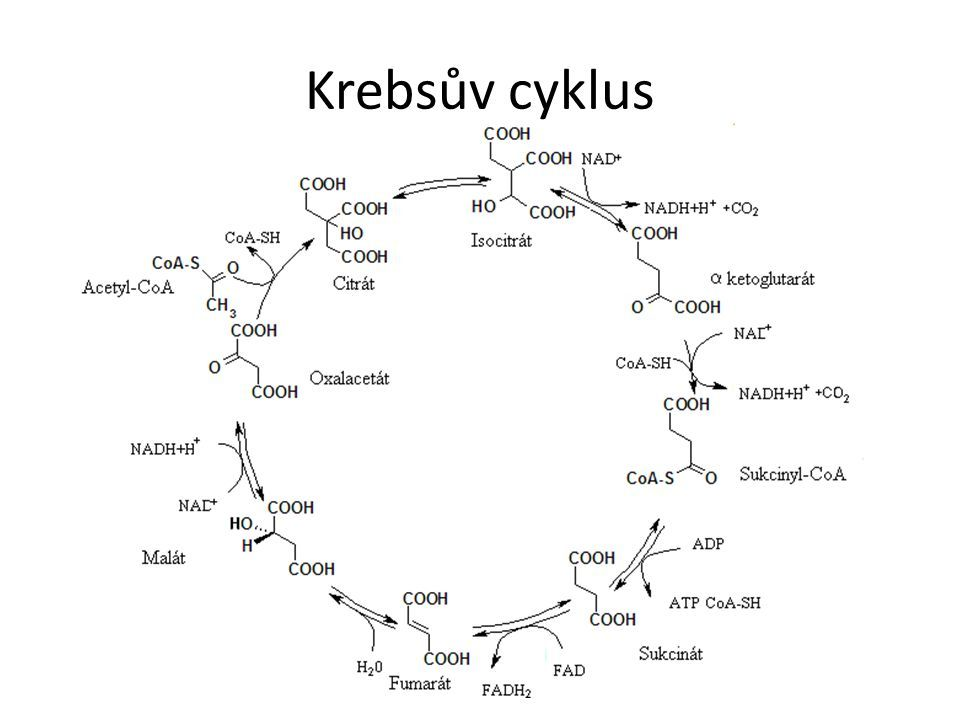 Krebsův cyklus
COOH
COOH
HO
COOH
Isocitrát
NAD+
NADH+H+ +CO2
COOH
O
COOH
α ketoglutarát
COOH
COOH
HO
COOH
Citrát
CoA-SH
CoA-S
O
CH3
Acetyl-CoA
COOH
O
COOH
Oxalacetát
NAD+
CoA-SH
NADH+H+ +CO2
COOH
CoA-S
O
Sukcinyl-CoA
NADH+H+
NAD+
COOH
HO
H
COOH
Malát
ADP
ATP CoA-SH
COOH
COOH
Sukcinát
COOH
COOH
Fumarát
H20
FAD
FADH2